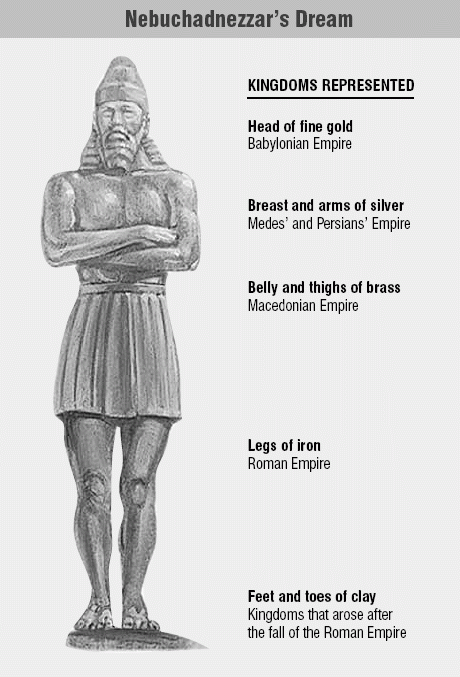 Nebuchadnezzar’s Dream
KINGDOMS REPRESENTED
Head of fine gold
Babylonian Empire
Breast and arms of silver
Medes’ and Persians’ Empire
Belly and thighs of brass
Macedonian Empire
Legs of iron
Roman Empire
Feet and toes of clay
Kingdoms that arose after
the fall of the Roman Empire